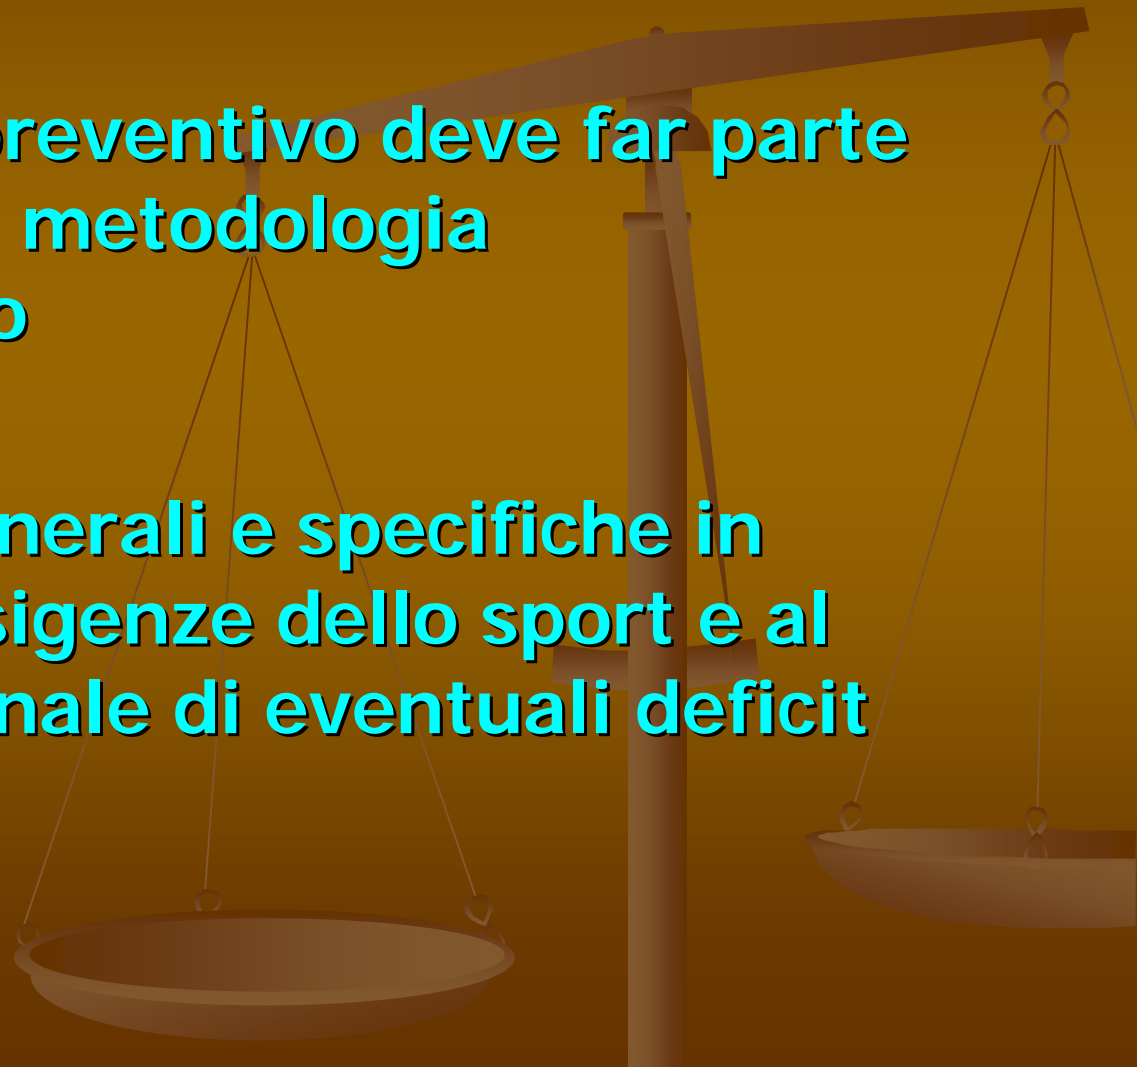 preventivo deve far parte
metodologia
o
nerali e specifiche in
sigenze dello sport e al
nale di eventuali deficit